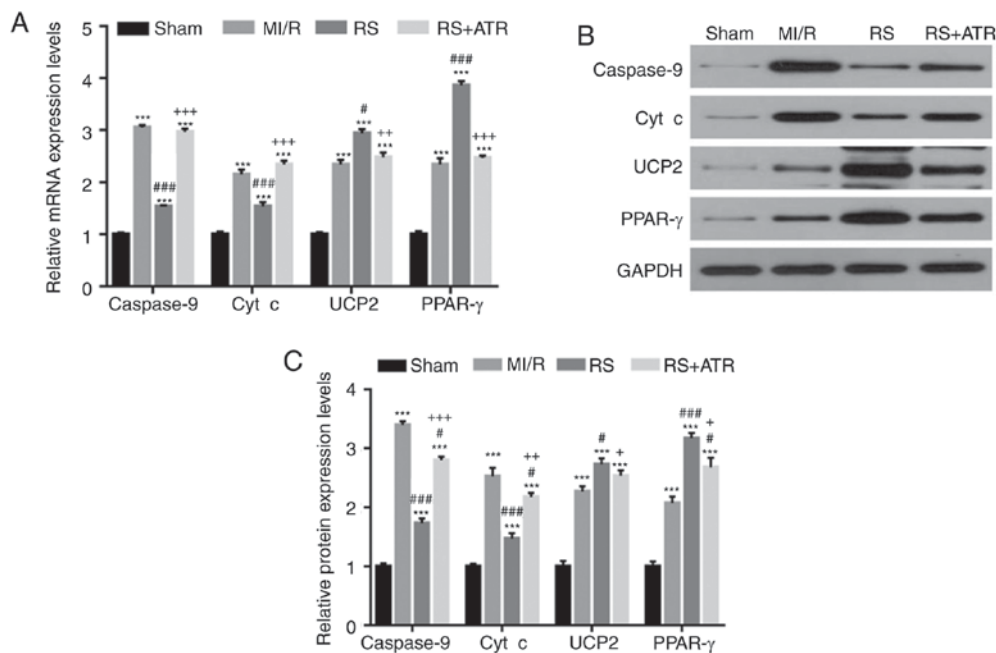 A
Sham MI/R RS RS+ATR
Relative mRNA expression levels
5
4
3
2
1
0
*** ### *** +++ ***
*** ### *** +++ ***
*** # *** ++ ***
*** ### *** +++ ***
Caspase-9 Cyt c UCP2 PPAR-γ
B
Sham MI/R RS RS+ATR
Caspase-9
Cyt c
UCP2
PPAR-γ
GAPDH
C
Sham MI/R RS RS+ATR
Relative protein expression levels
4
3
2
1
0
*** ### *** +++ # ***
*** ### *** ++ # ***
*** # *** + ***
*** ### *** + # ***
Caspase-9 Cyt c UCP2 PPAR-γ